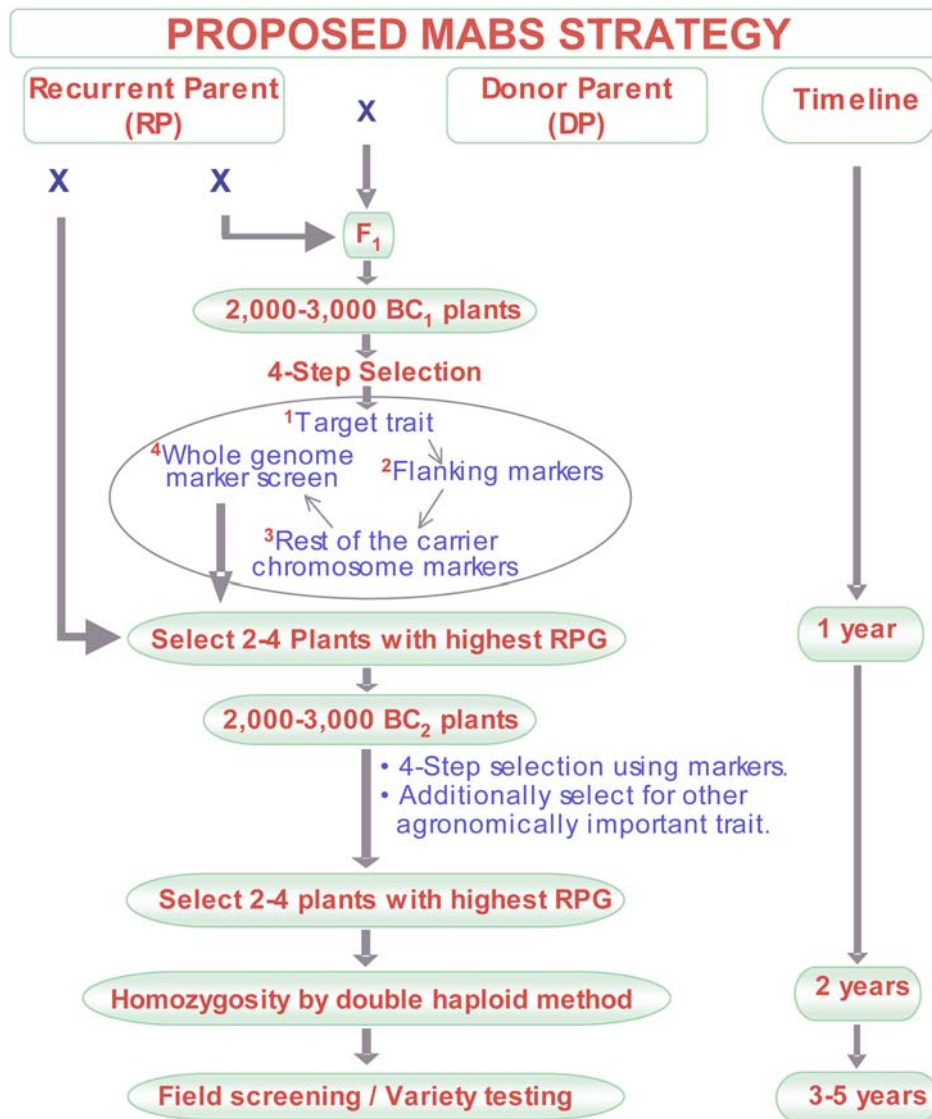 PROPOSED MABS STRATEGY
Recurrent Parent
(RP)
X
Donor Parent
(DP)
Timeline
X
X
F₁
2,000-3,000 BC₁ plants
4-Step Selection
¹Target trait
⁴Whole genome
marker screen
²Flanking markers
³Rest of the carrier
chromosome markers
Select 2-4 Plants with highest RPG
1 year
2,000-3,000 BC₂ plants
• 4-Step selection using markers.
• Additionally select for other
agronomically important trait.
Select 2-4 plants with highest RPG
Homozygosity by double haploid method
2 years
Field screening / Variety testing
3-5 years